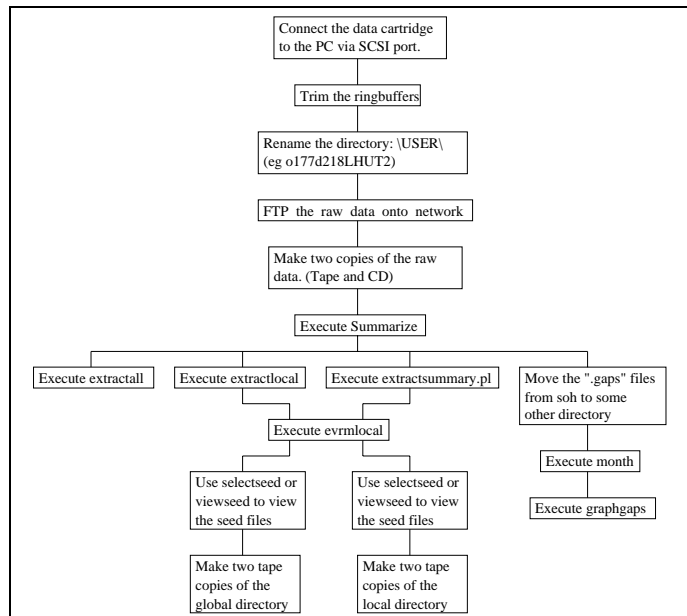 Connect the data cartridge
to the PC via SCSI port.
Trim the ringbuffers
Rename the directory: \USER\
(eg o177d218LHUT2)
FTP the raw data onto network
Make two copies of the raw
data. (Tape and CD)
Execute Summarize
Execute extractall
Execute extractlocal
Execute extractsummary.pl
Move the ".gaps" files
from soh to some
other directory
Execute evrmlocal
Execute month
Use selectseed or
viewseed to view
the seed files
Use selectseed or
viewseed to view
the seed files
Execute graphgaps
Make two tape
copies of the
global directory
Make two tape
copies of the
local directory